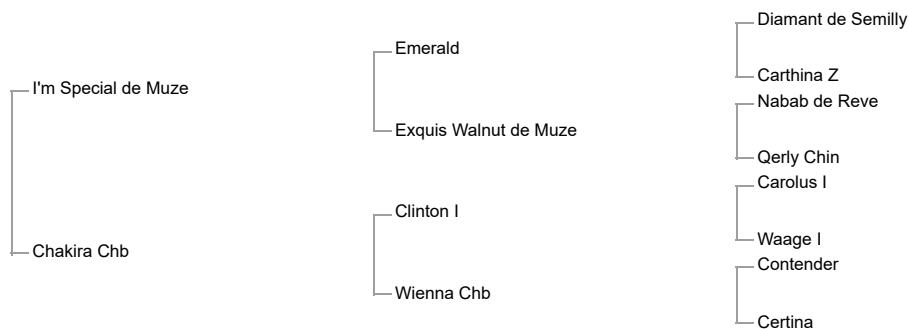 Diamant de Semilly
Emerald
Carthina Z
I'm Special de Muze
Nabab de Reve
Exquis Walnut de Muze
Qerly Chin
Carolus I
Clinton I
Waage I
Chakira Chb
Contender
Wienna Chb
Certina